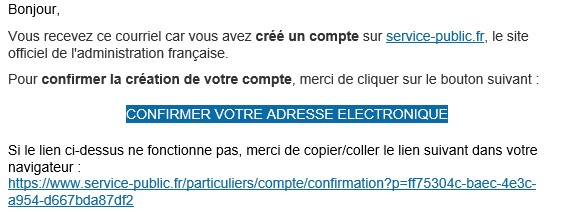 Bonjour,
Vous recevez ce courriel car vous avez créé un compte sur service-public.fr, le site
officiel de l'administration française.
Pour confirmer la création de votre compte, merci de cliquer sur le bouton suivant :
CONFIRMER VOTRE ADRESSE ELECTRONIQUE
Si le lien ci-dessus ne fonctionne pas, merci de copier/coller le lien suivant dans votre
navigateur :
https://www.service-public.fr/particuliers/compte/confirmation?p=ff75304c-baec-4e3c-
a954-d667bda87df2